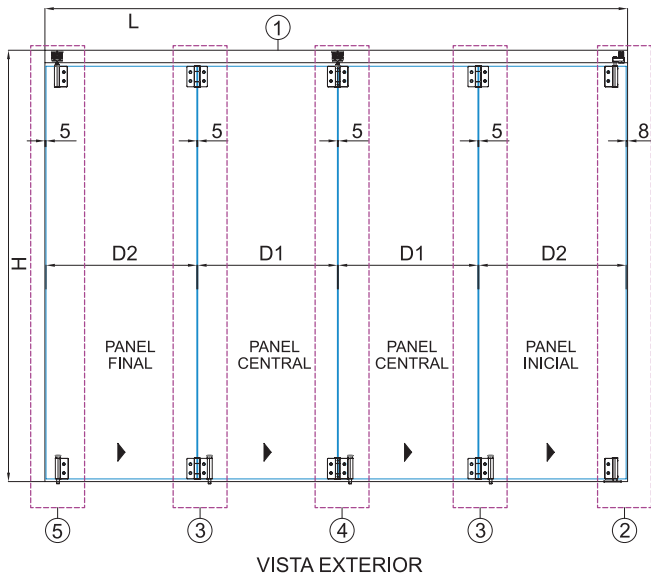 L
1
5
5
5
5
8
H
D2
D1
D1
D2
PANEL
FINAL
PANEL
CENTRAL
PANEL
CENTRAL
PANEL
INICIAL
5
3
4
3
2
VISTA EXTERIOR